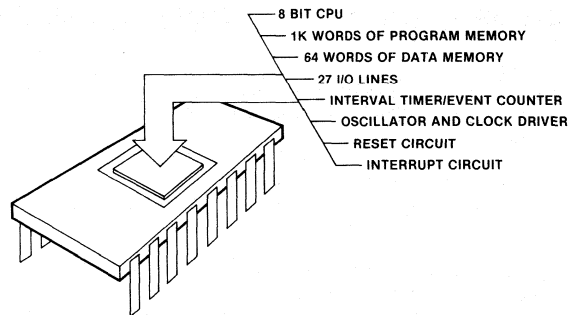 8 BIT CPU
1K WORDS OF PROGRAM MEMORY
64 WORDS OF DATA MEMORY
27 I/O LINES
INTERVAL TIMER/EVENT COUNTER
OSCILLATOR AND CLOCK DRIVER
RESET CIRCUIT
INTERRUPT CIRCUIT